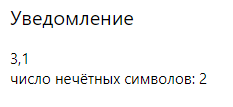 Уведомление
3,1
число нечётных символов: 2